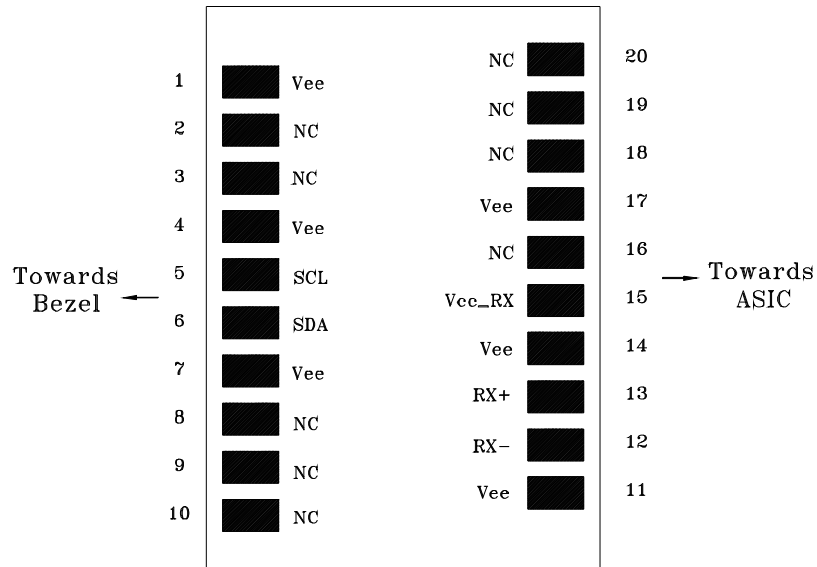 Towards
Bezel
1 Vee
2 NC
3 NC
4 Vee
5 SCL
6 SDA
7 Vee
8 NC
9 NC
10 NC
NC 20
NC 19
NC 18
Vee 17
NC 16
Vcc_RX 15
Vee 14
RX+ 13
RX- 12
Vee 11
Towards
ASIC